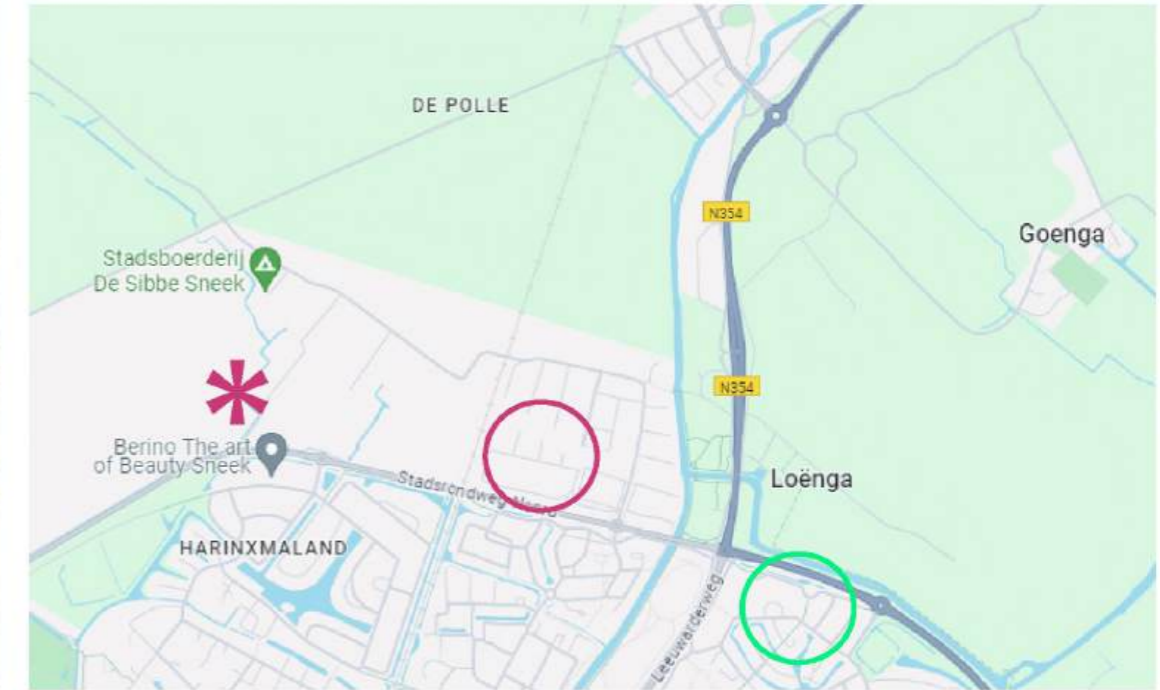 DE POLLE
N354
Goenga
Stadsboerderij
De Sibbe Sneek
N354
Berino The art
of Beauty Sneek
Stadsrondweg Noord
Loënga
HARINXMALAND
Leeuwarderweg